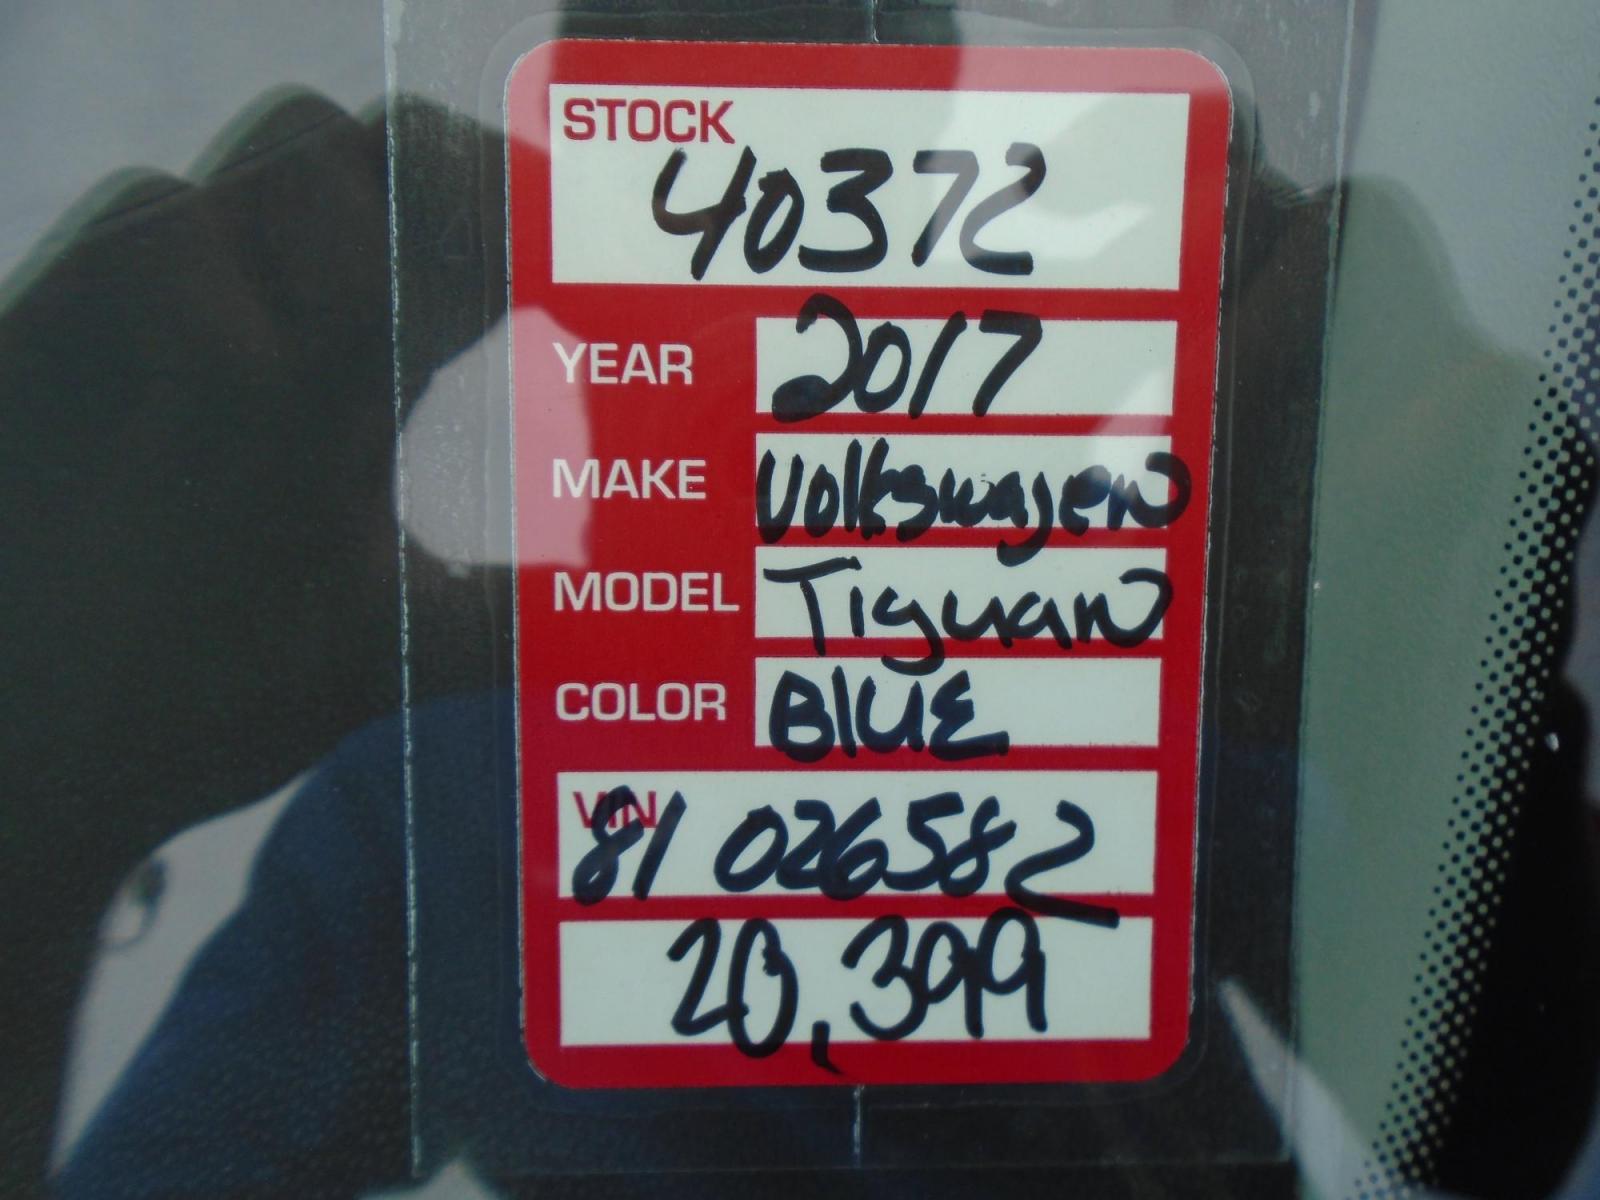 STOCK
40372
YEAR 2017
MAKE Volkswagen
MODEL Tiguan
COLOR BlUE
VIN
81 026582
20,399